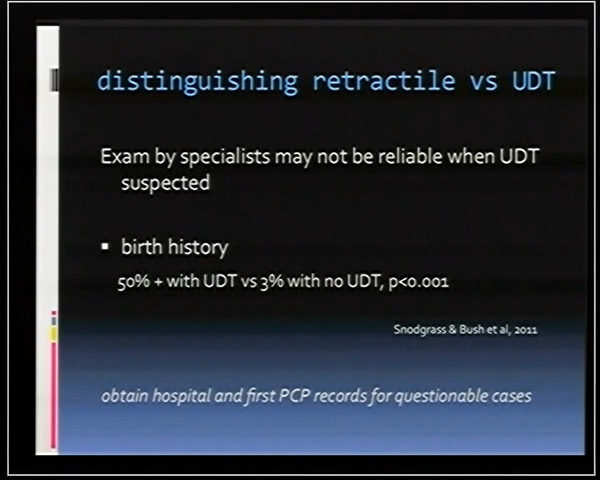 distinguishing retractile vs UDT
Exam by specialists may not be reliable when UDT
suspected
▪ birth history
50% + with UDT vs 3% with no UDT, p<0.001
Snodgrass & Bush et al, 2011
obtain hospital and first PCP records for questionable cases